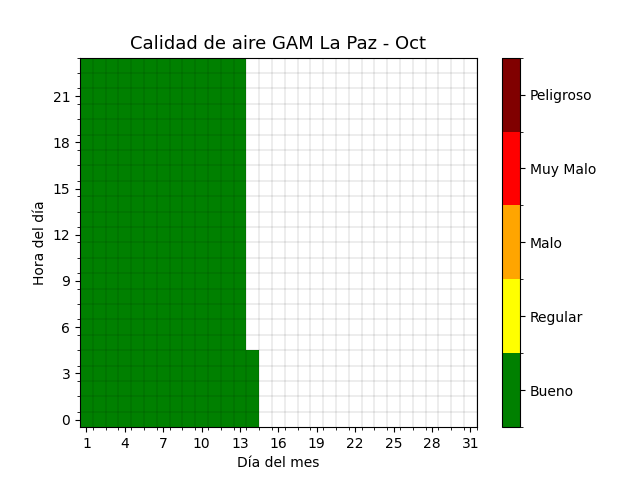 Calidad de aire GAM La Paz - Oct
Hora del día
21
18
15
12
9
6
3
0
1 4 7 10 13 16 19 22 25 28 31
Día del mes
Peligroso
Muy Malo
Malo
Regular
Bueno